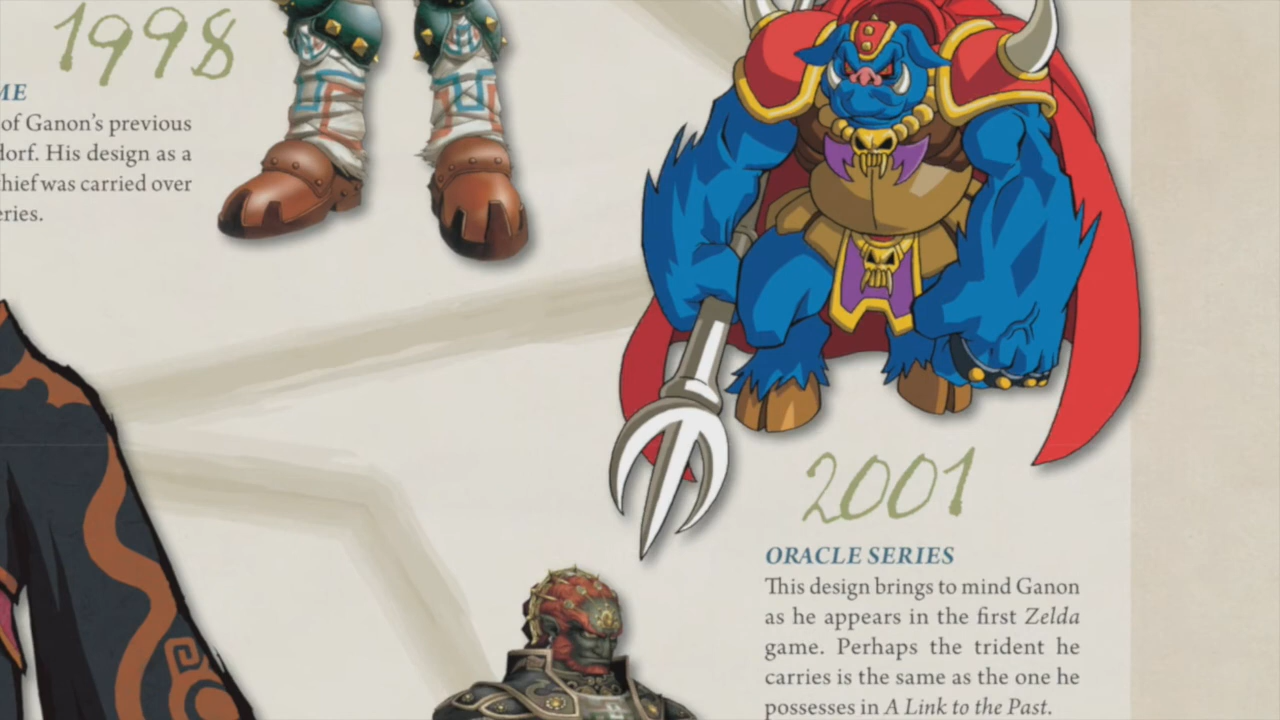 1998
ME
of Ganon's previous
dorf. His design as a
hief was carried over
eries.
2001
ORACLE SERIES
This design brings to mind Ganon
as he appears in the first Zelda
game. Perhaps the trident he
carries is the same as the one he
possesses in A Link to the Past.